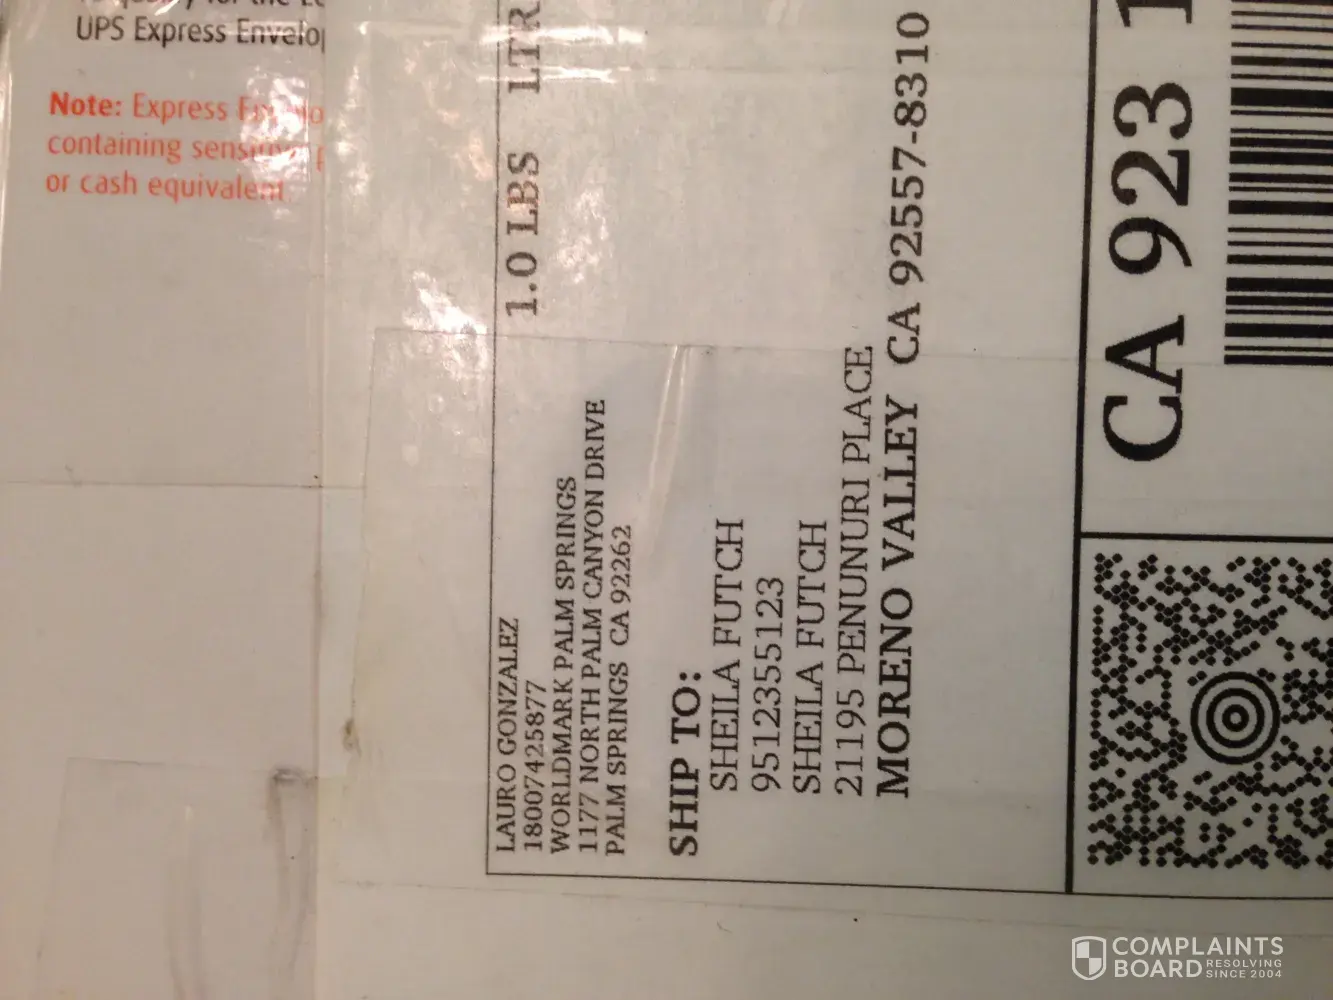 UPS Express
Note: Express
containing
or cash equivalent
LAURO GONZALEZ
18007425877
WORLDMARK PALM SPRINGS
1177 NORTH PALM CANYON DRIVE
PALM SPRINGS CA 92262
1.0 LBS LTR
SHIP TO:
SHEILA FUTCH
9512355123
SHEILA FUTCH
21195 PENUNURI PLACE
MORENO VALLEY CA 92557-8310
CA 923 1
COMPLAINTS
BOARD RESOLVING
SINCE 2004